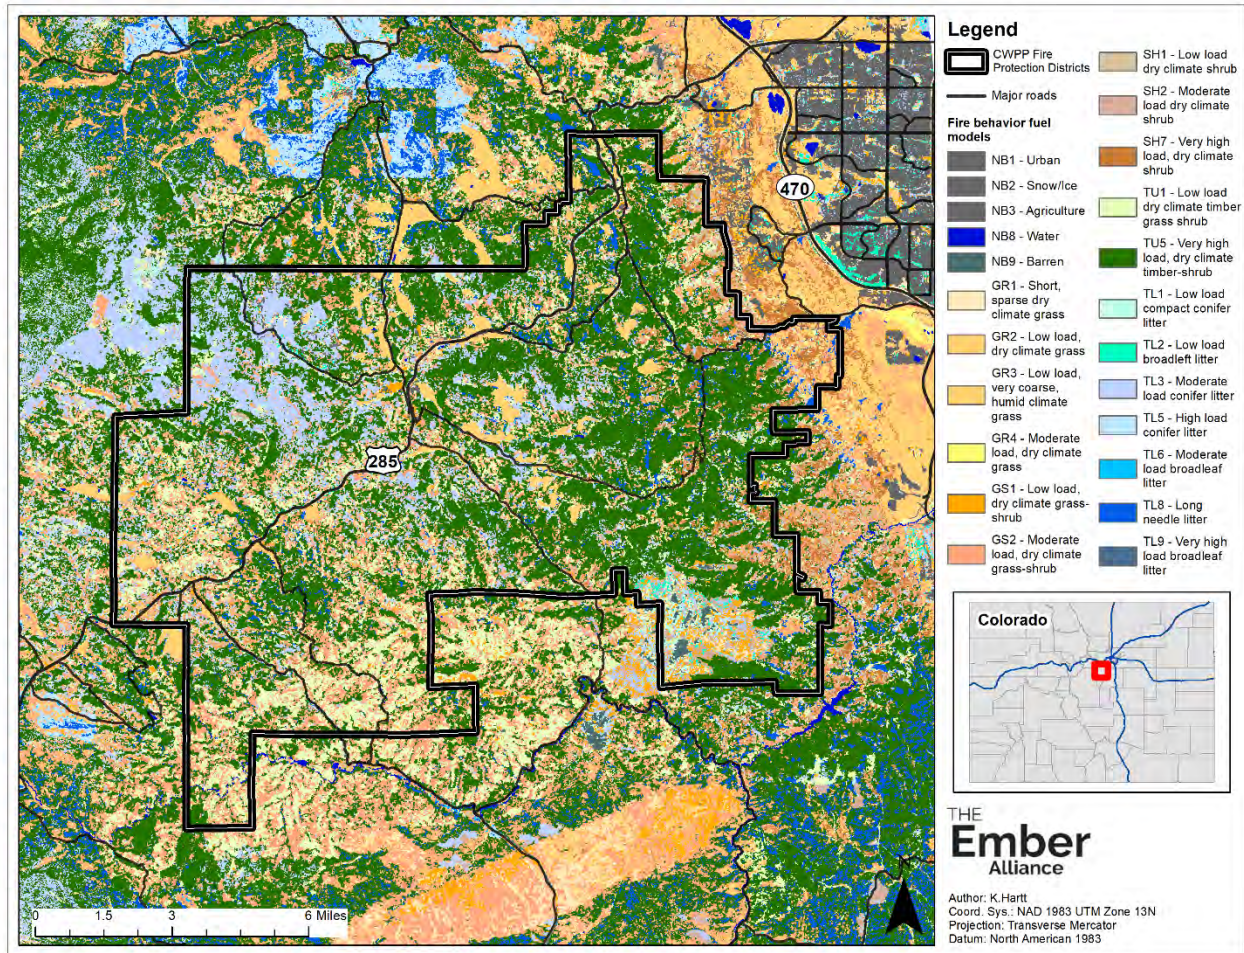 Legend
CWPP Fire
Protection Districts
Major roads
Fire behavior fuel
models
NB1 - Urban
NB2 - Snow/Ice
NB3 - Agriculture
NB8 - Water
NB9 - Barren
GR1 - Short,
sparse dry
climate grass
GR2 - Low load,
dry climate grass
GR3 - Low load,
very coarse,
humid climate
grass
GR4 - Moderate
load, dry climate
grass
GS1 - Low load,
dry climate grass-
shrub
GS2 - Moderate
load, dry climate
grass-shrub
SH1 - Low load
dry climate shrub
SH2 - Moderate
load dry climate
shrub
SH7 - Very high
load, dry climate
shrub
TU1 - Low load
dry climate timber
grass shrub
TU5 - Very high
load, dry climate
timber-shrub
TL1 - Low load
compact conifer
litter
TL2 - Low load
broadleft litter
TL3 - Moderate
load conifer litter
TL5 - High load
conifer litter
TL6 - Moderate
load broadleaf
litter
TL8 - Long
needle litter
TL9 - Very high
load broadleaf
litter
470
285
0 1.5 3 6 Miles
Colorado
THE
Ember
Alliance
Author: K.Hartt
Coord. Sys.: NAD 1983 UTM Zone 13N
Projection: Transverse Mercator
Datum: North American 1983